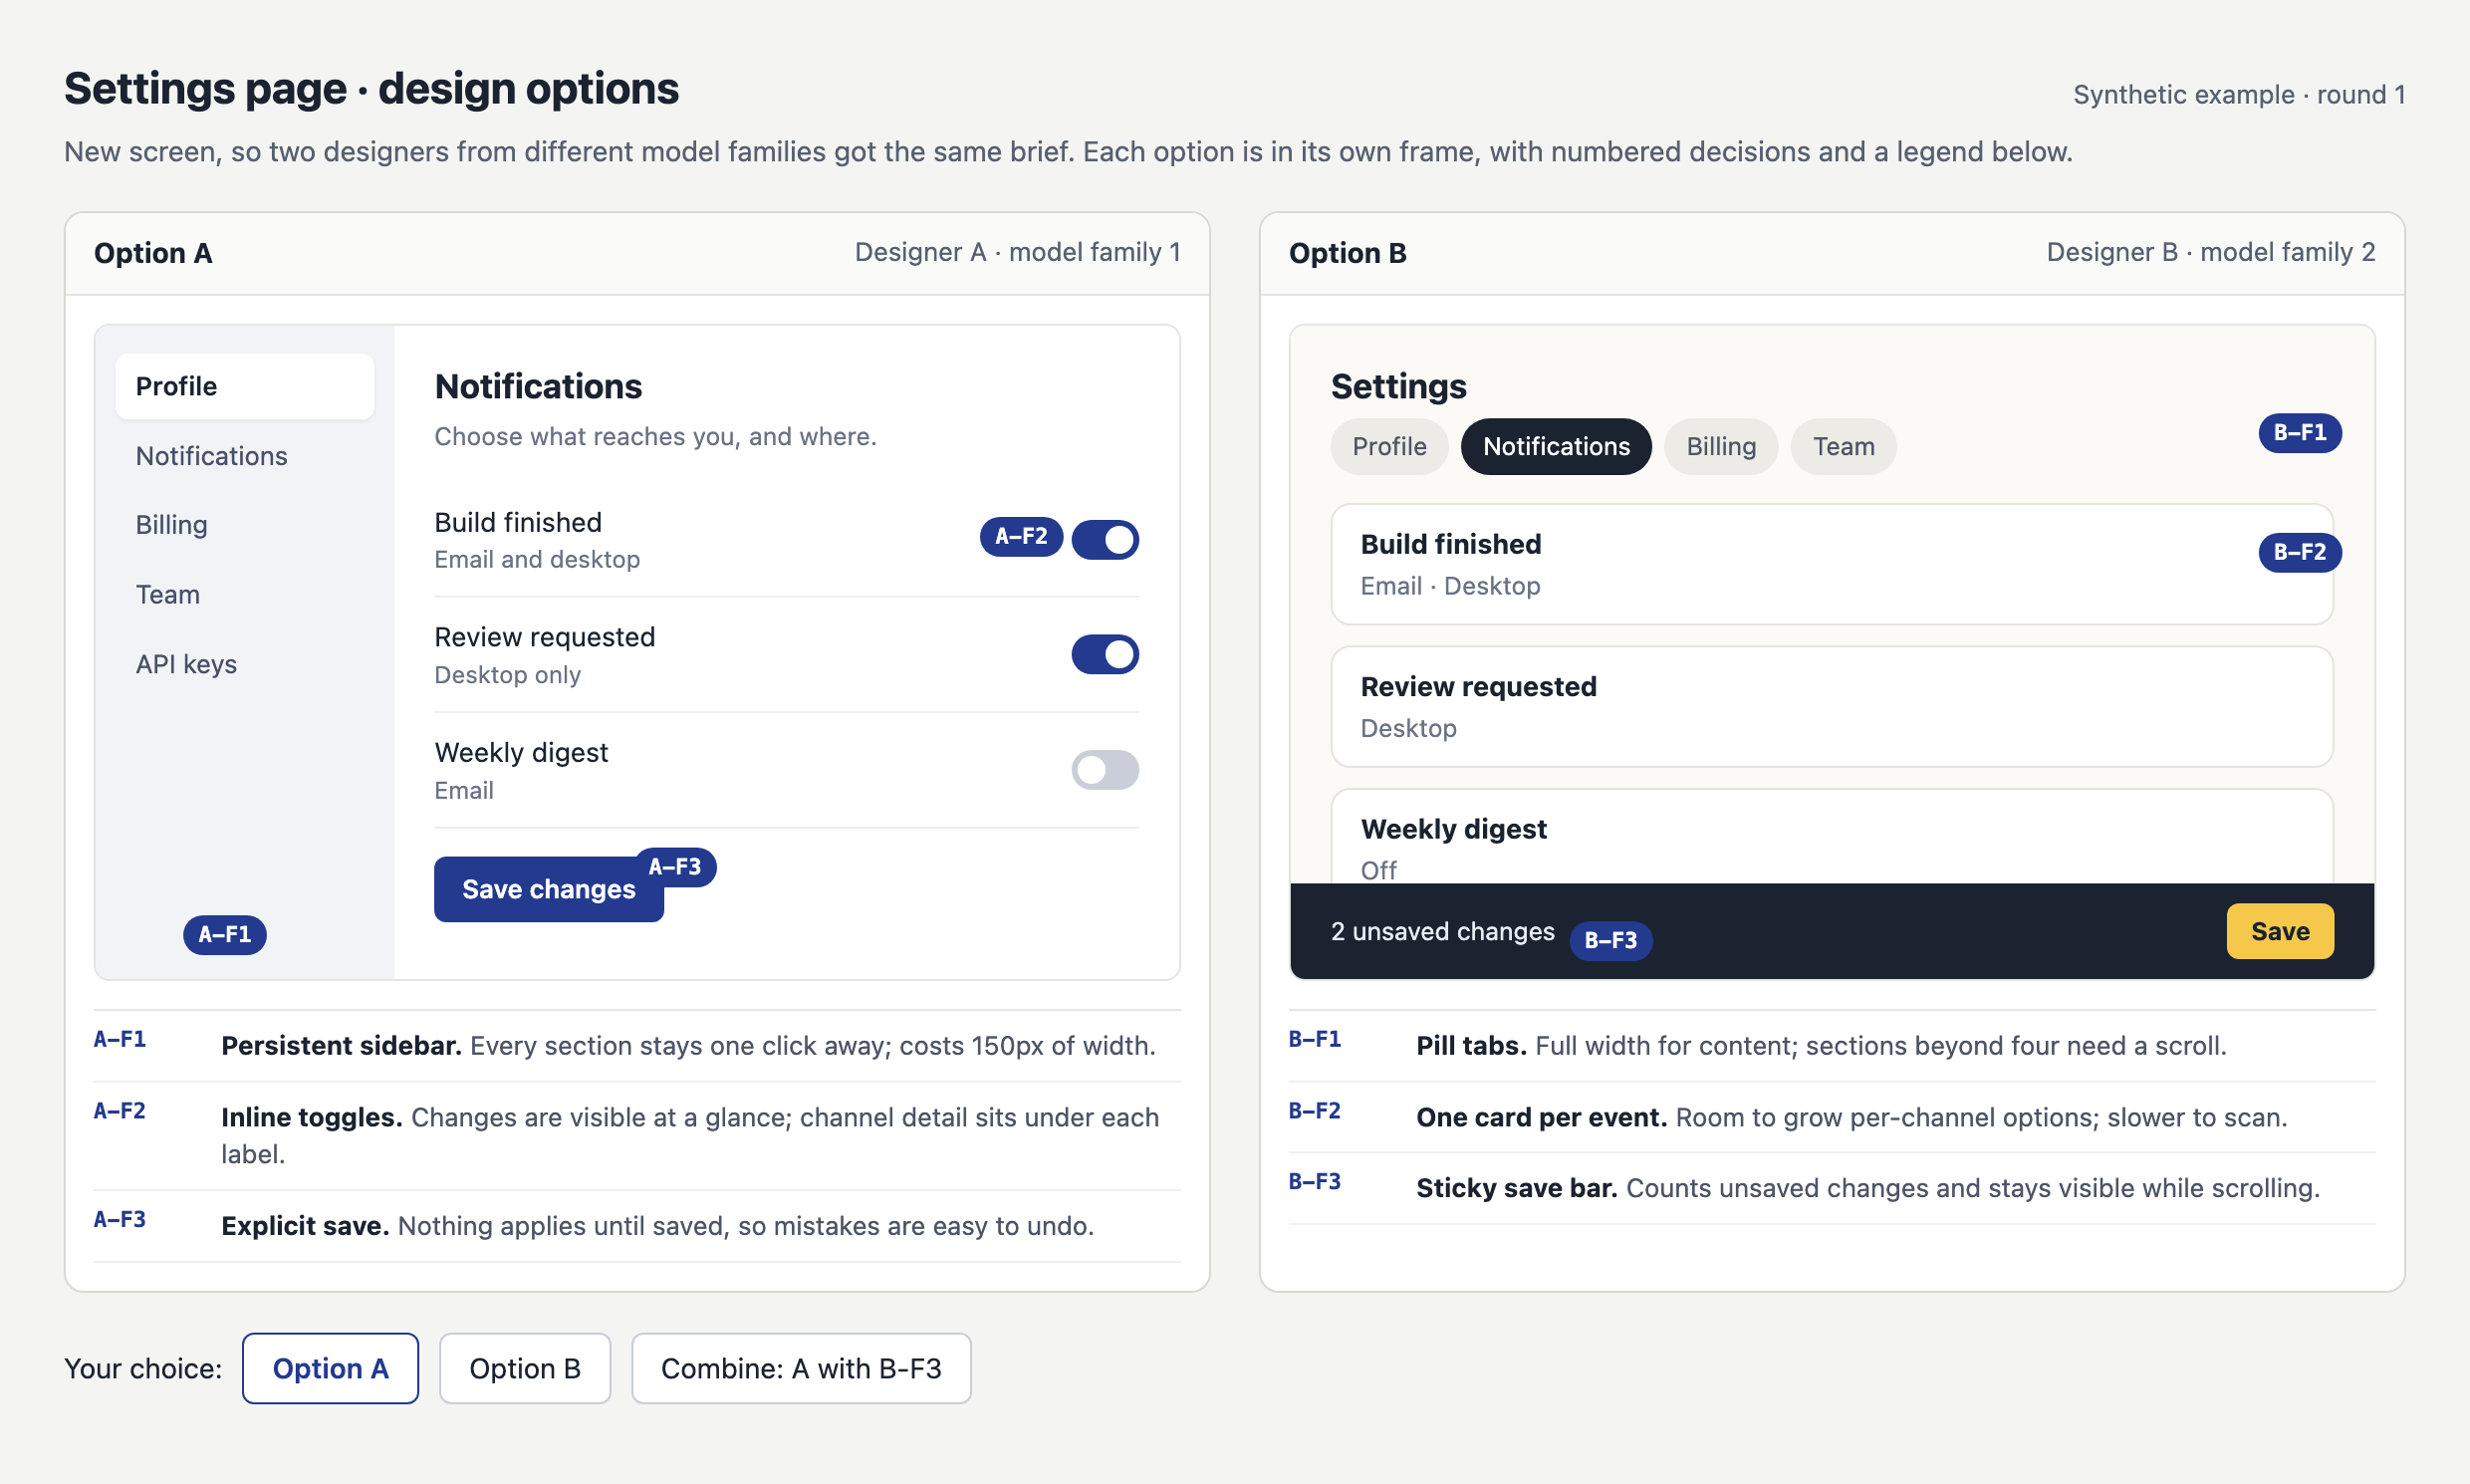 Settings page · design options
Synthetic example · round 1
New screen, so two designers from different model families got the same brief. Each option is in its own frame, with numbered decisions and a legend below.
Option A
Designer A · model family 1
Profile
Notifications
Billing
Team
API keys
A–F1
Notifications
Choose what reaches you, and where.
Build finished
Email and desktop
A–F2
Review requested
Desktop only
Weekly digest
Email
Save changes
A–F3
A–F1
Persistent sidebar. Every section stays one click away; costs 150px of width.
A–F2
Inline toggles. Changes are visible at a glance; channel detail sits under each
label.
A–F3
Explicit save. Nothing applies until saved, so mistakes are easy to undo.
Option B
Designer B · model family 2
Settings
Profile
Notifications
Billing
Team
B–F1
Build finished
Email · Desktop
B–F2
Review requested
Desktop
Weekly digest
Off
2 unsaved changes
B–F3
Save
B–F1
Pill tabs. Full width for content; sections beyond four need a scroll.
B–F2
One card per event. Room to grow per-channel options; slower to scan.
B–F3
Sticky save bar. Counts unsaved changes and stays visible while scrolling.
Your choice:
Option A
Option B
Combine: A with B-F3